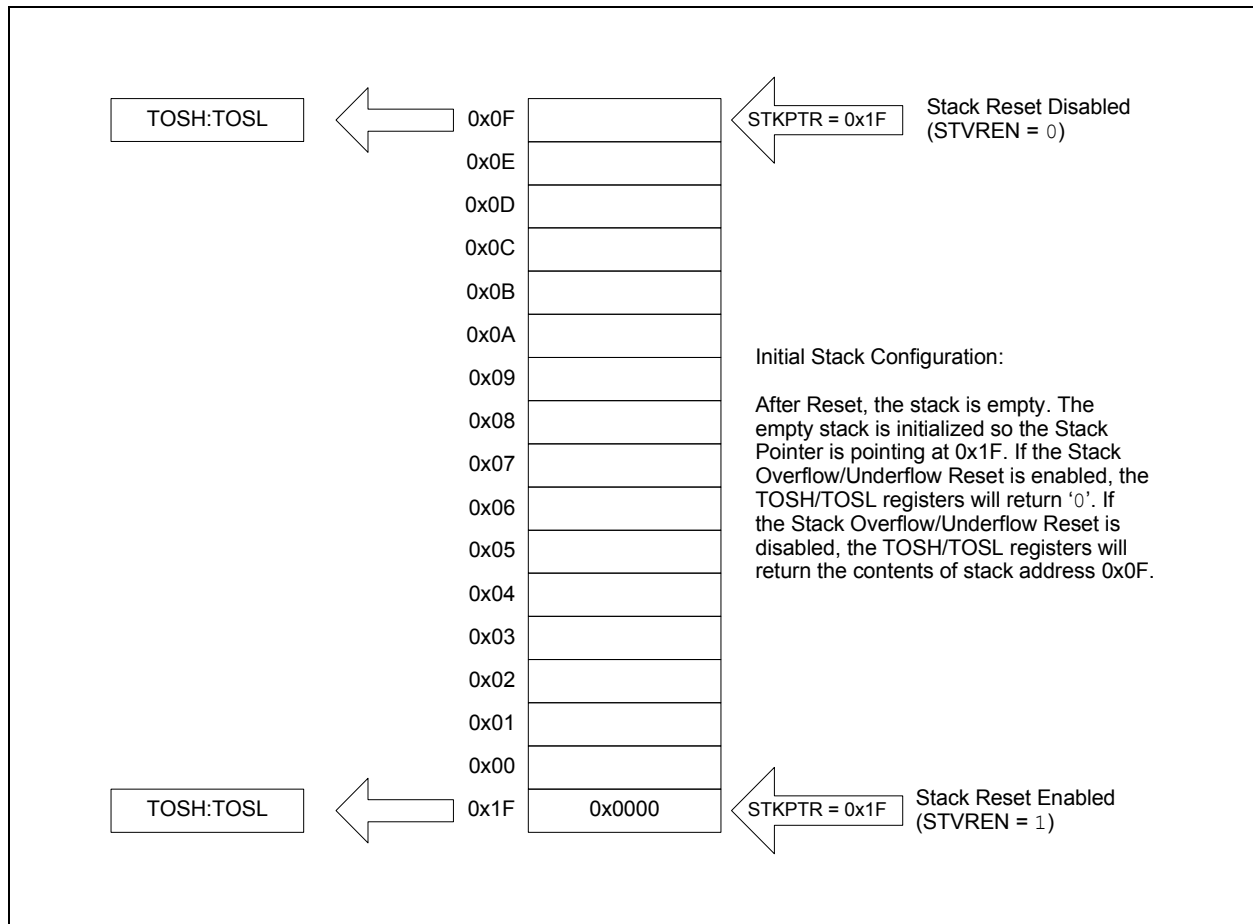 TOSH:TOSL
0x0F
STKPTR = 0x1F
Stack Reset Disabled
(STVREN = 0)
0x0E
0x0D
0x0C
0x0B
0x0A
0x09
0x08
0x07
0x06
0x05
0x04
0x03
0x02
0x01
0x00
Initial Stack Configuration:
After Reset, the stack is empty. The
empty stack is initialized so the Stack
Pointer is pointing at 0x1F. If the Stack
Overflow/Underflow Reset is enabled, the
TOSH/TOSL registers will return ‘0’. If
the Stack Overflow/Underflow Reset is
disabled, the TOSH/TOSL registers will
return the contents of stack address 0x0F.
TOSH:TOSL
0x1F
0x0000
STKPTR = 0x1F
Stack Reset Enabled
(STVREN = 1)